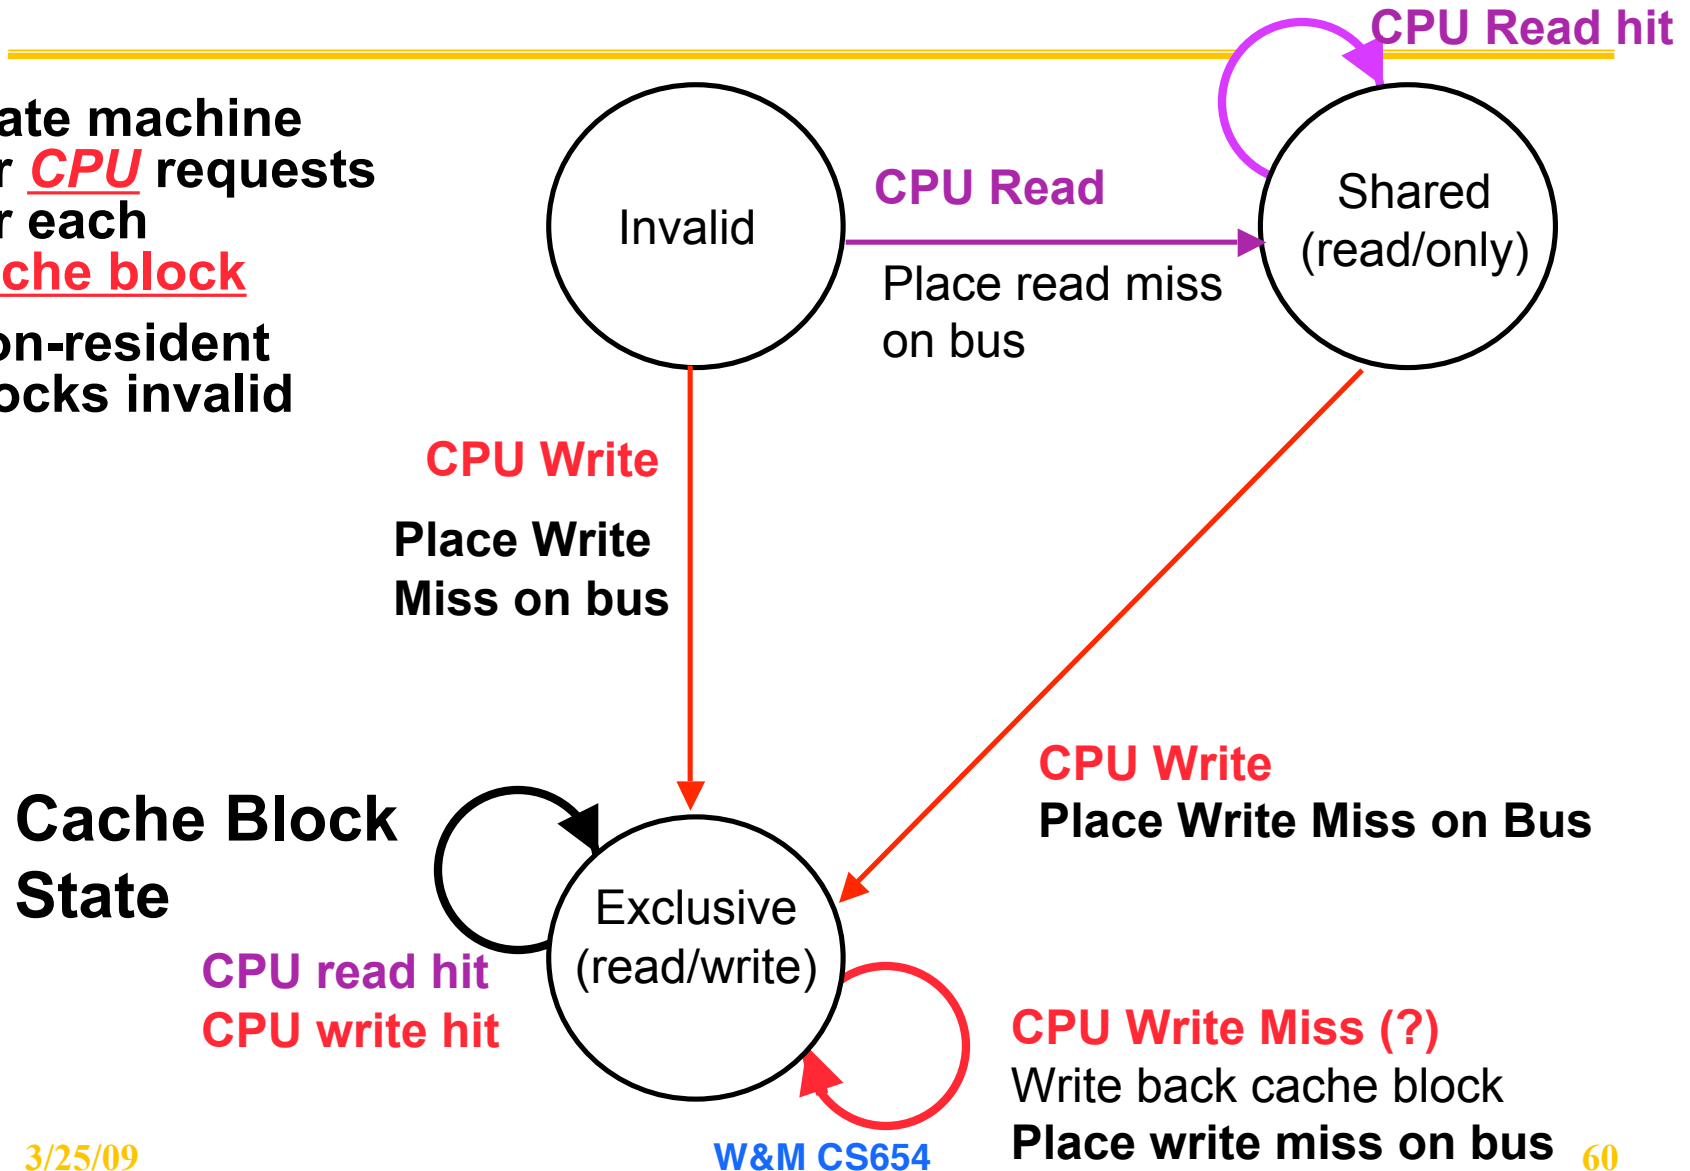 CPU Read hit
ate machine
r CPU requests
r each
che block
on-resident
ocks invalid
Invalid
CPU Read
Place read miss
on bus
Shared
(read/only)
CPU Write
Place Write
Miss on bus
CPU Write
Place Write Miss on Bus
Cache Block
State
Exclusive
(read/write)
CPU read hit
CPU write hit
CPU Write Miss (?)
Write back cache block
Place write miss on bus
3/25/09
W&M CS654
60